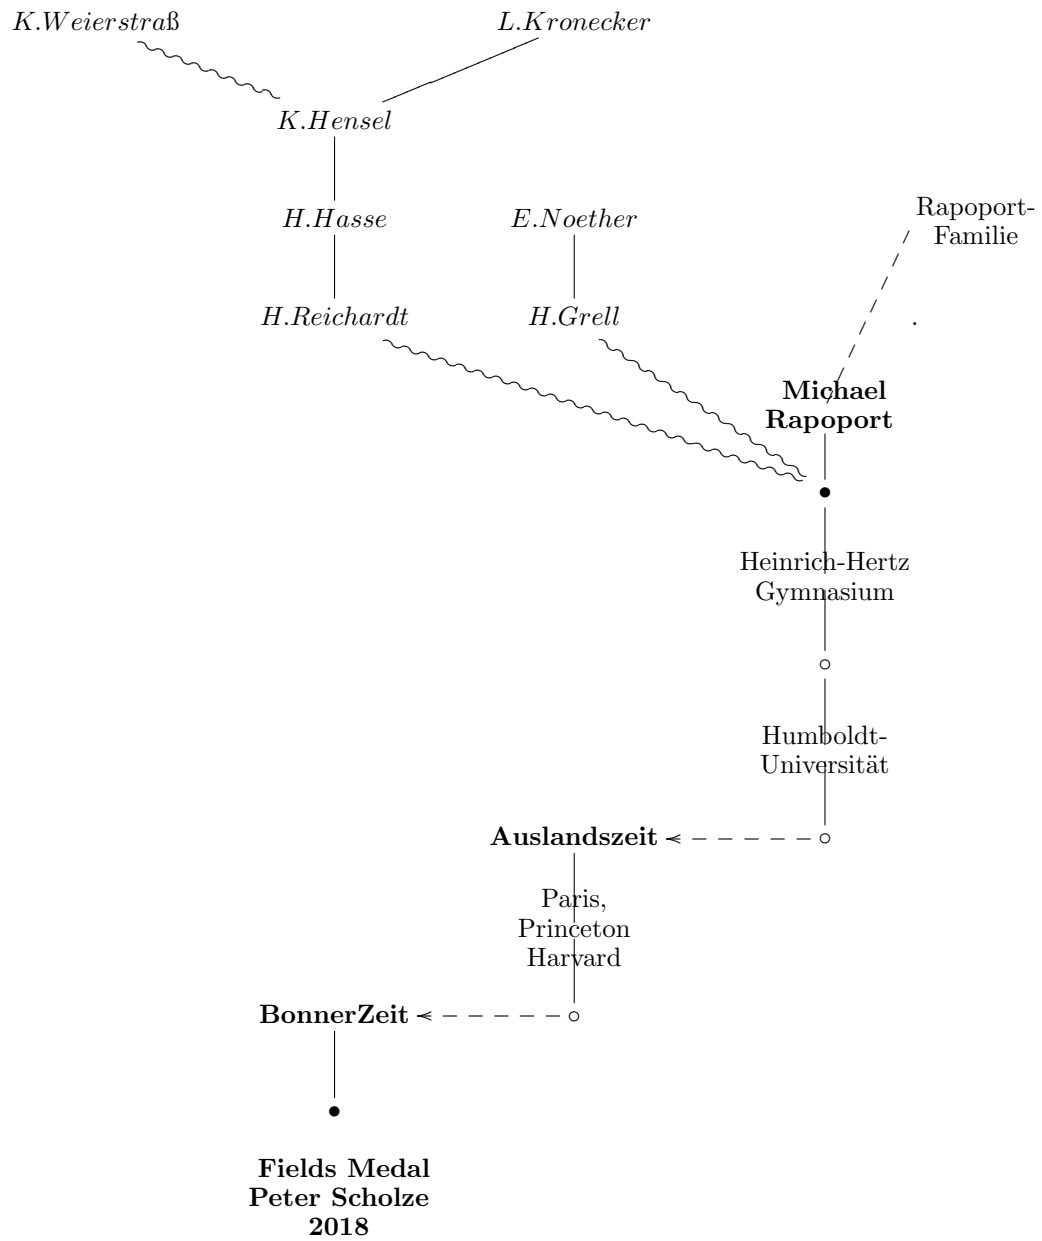 K.Weierstraß
L.Kronecker
K.Hensel
H.Hasse
E.Noether
Rapoport-
Familie
H.Reichardt
H.Grell
.
Michael
Rapoport
Heinrich-Hertz
Gymnasium
Humboldt-
Universität
Auslandszeit
Paris,
Princeton
Harvard
BonnerZeit
Fields Medal
Peter Scholze
2018